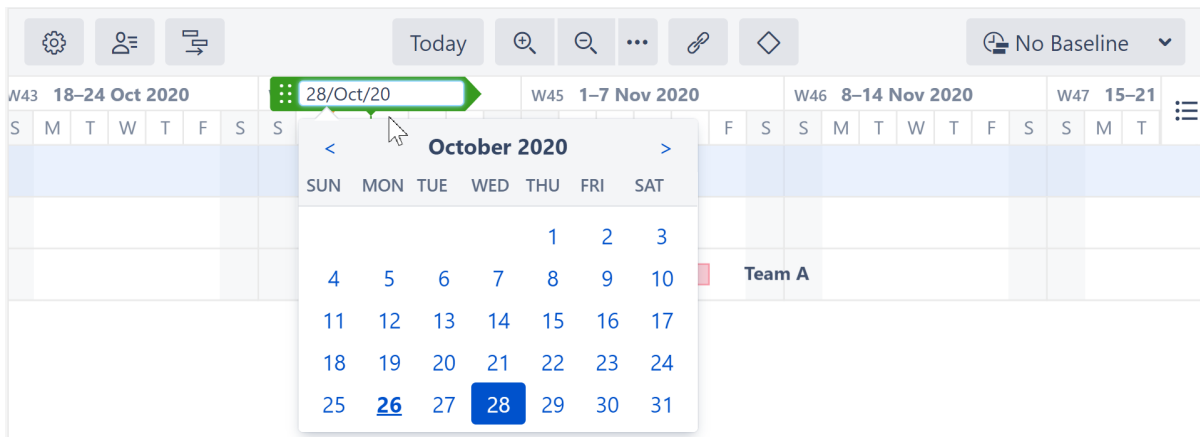 Today No Baseline
W43 18–24 Oct 2020 28/Oct/20 W45 1–7 Nov 2020 W46 8–14 Nov 2020 W47 15–21
S M T W T F S S F S S M T W T F S S M T
< October 2020 >
SUN MON TUE WED THU FRI SAT
1 2 3
4 5 6 7 8 9 10
Team A
11 12 13 14 15 16 17
18 19 20 21 22 23 24
25 26 27 28 29 30 31